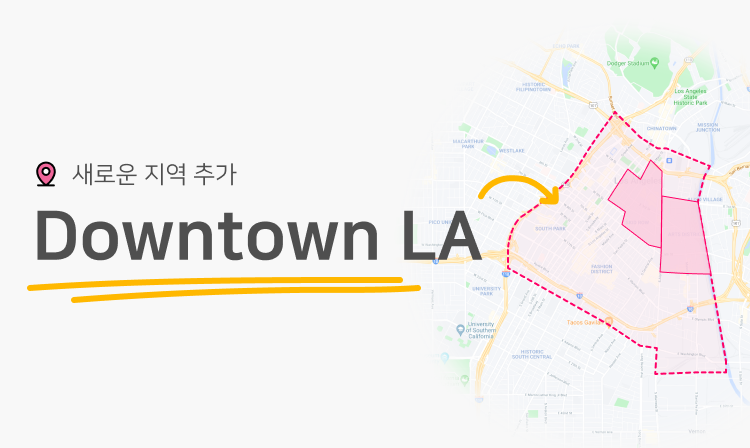 새로운 지역 추가
Downtown LA
ECHO PARK
Dodger Stadium
HISTORIC
FILIPINOTOWN
Los Angeles
State
Historic Park
CHINATOWN
MISSION
JUNCTION
MACARTHUR
PARK
WESTLAKE
VILLAGE
PICO UNION
SOUTH PARK
FASHION
DISTRICT
UNIVERSITY
PARK
University
of Southern
California
HISTORIC
SOUTH-CENTRAL